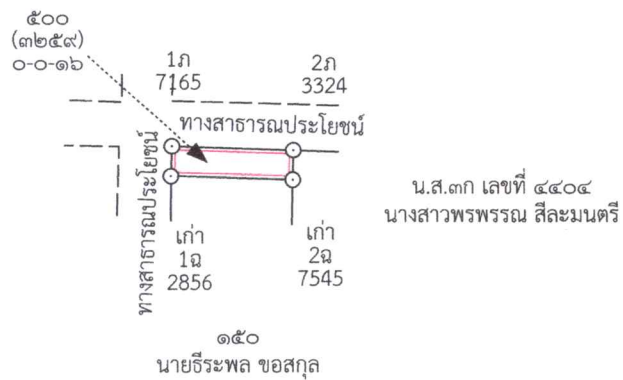 ๕๐๐
(๓๒๕๙)
๐-๐-๑๖
1ภ
7165
2ภ
3324
ทางสาธารณประโยชน์
ทางสาธารณประโยชน์
น.ส.๓ก เลขที่ ๔๔๐๔
นางสาวพรพรรณ สีละมนตรี
เก่า
1ฉ
2856
เก่า
2ฉ
7545
๑๕๐
นายธีระพล ขอสกุล